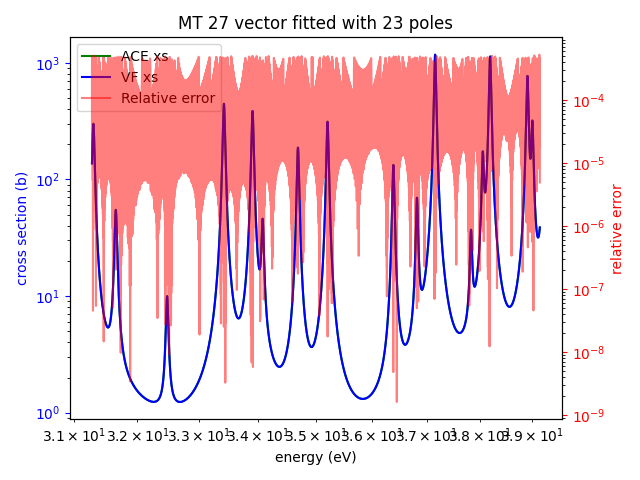 MT 27 vector fitted with 23 poles
ACE xs
VF xs
Relative error
cross section (b)
10³
10²
10¹
10⁰
relative error
10⁻⁴
10⁻⁵
10⁻⁶
10⁻⁷
10⁻⁸
10⁻⁹
3.1 × 10¹ 3.2 × 10¹ 3.3 × 10¹ 3.4 × 10¹ 3.5 × 10¹ 3.6 × 10¹ 3.7 × 10¹ 3.8 × 10¹ 3.9 × 10¹
energy (eV)